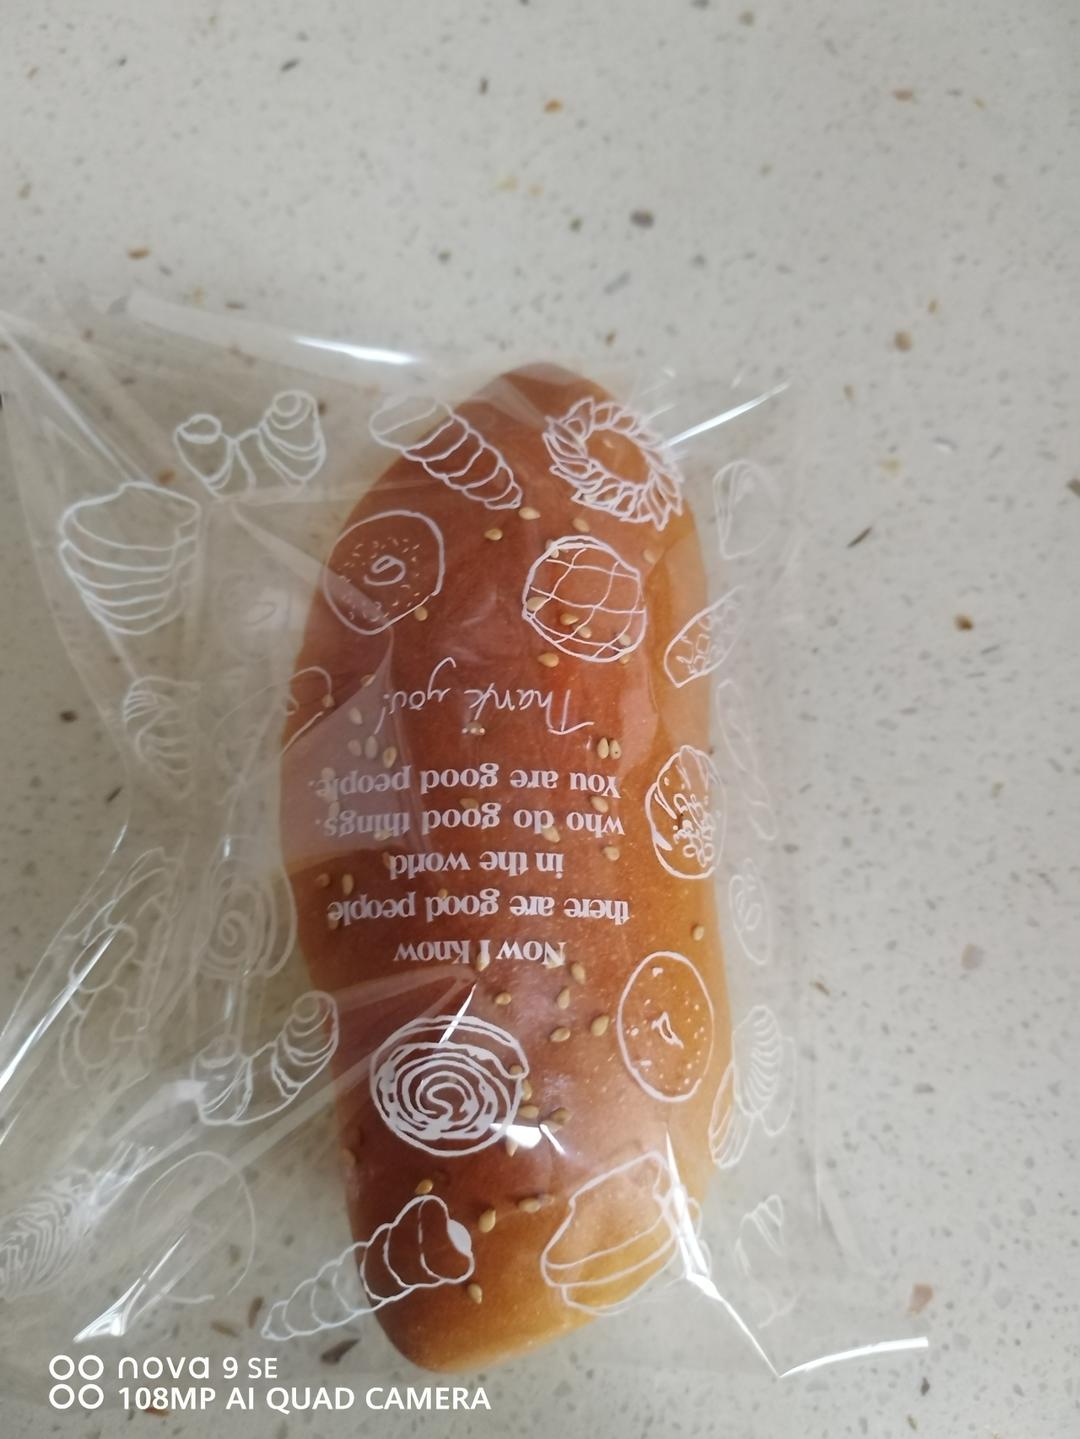 Now I know
there are good people
in the world
who do good things.
You are good people.
Thank you!
nova 9 SE
108MP AI QUAD CAMERA